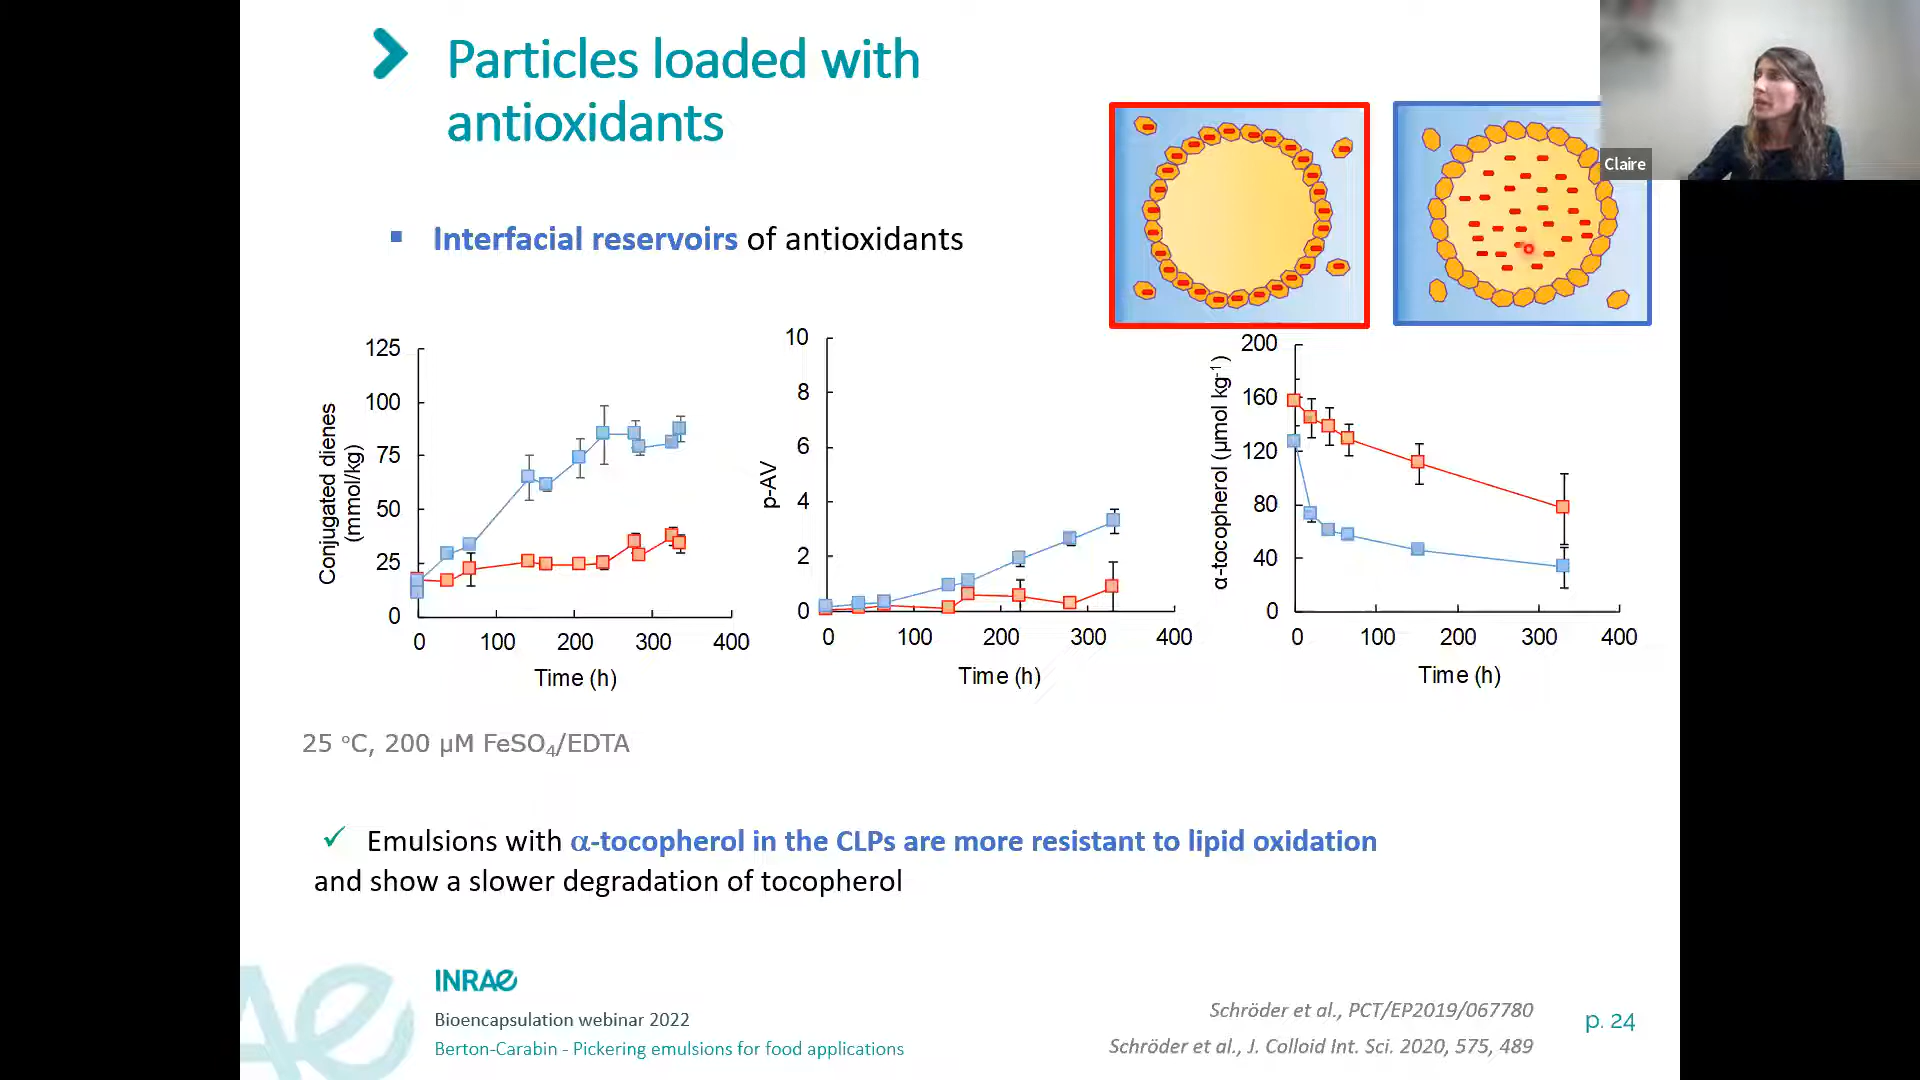 Particles loaded with
antioxidants
Claire
Interfacial reservoirs of antioxidants
125
100
75
50
25
0
Conjugated dienes
(mmol/kg)
0 100 200 300 400
Time (h)
10
8
6
4
2
0
p-AV
0 100 200 300 400
Time (h)
200
160
120
80
40
0
α-tocopherol (µmol kg⁻¹)
0 100 200 300 400
Time (h)
25 °C, 200 µM FeSO₄/EDTA
✓ Emulsions with α-tocopherol in the CLPs are more resistant to lipid oxidation
and show a slower degradation of tocopherol
INRAE
Bioencapsulation webinar 2022
Berton-Carabin - Pickering emulsions for food applications
Schröder et al., PCT/EP2019/067780
Schröder et al., J. Colloid Int. Sci. 2020, 575, 489
p. 24